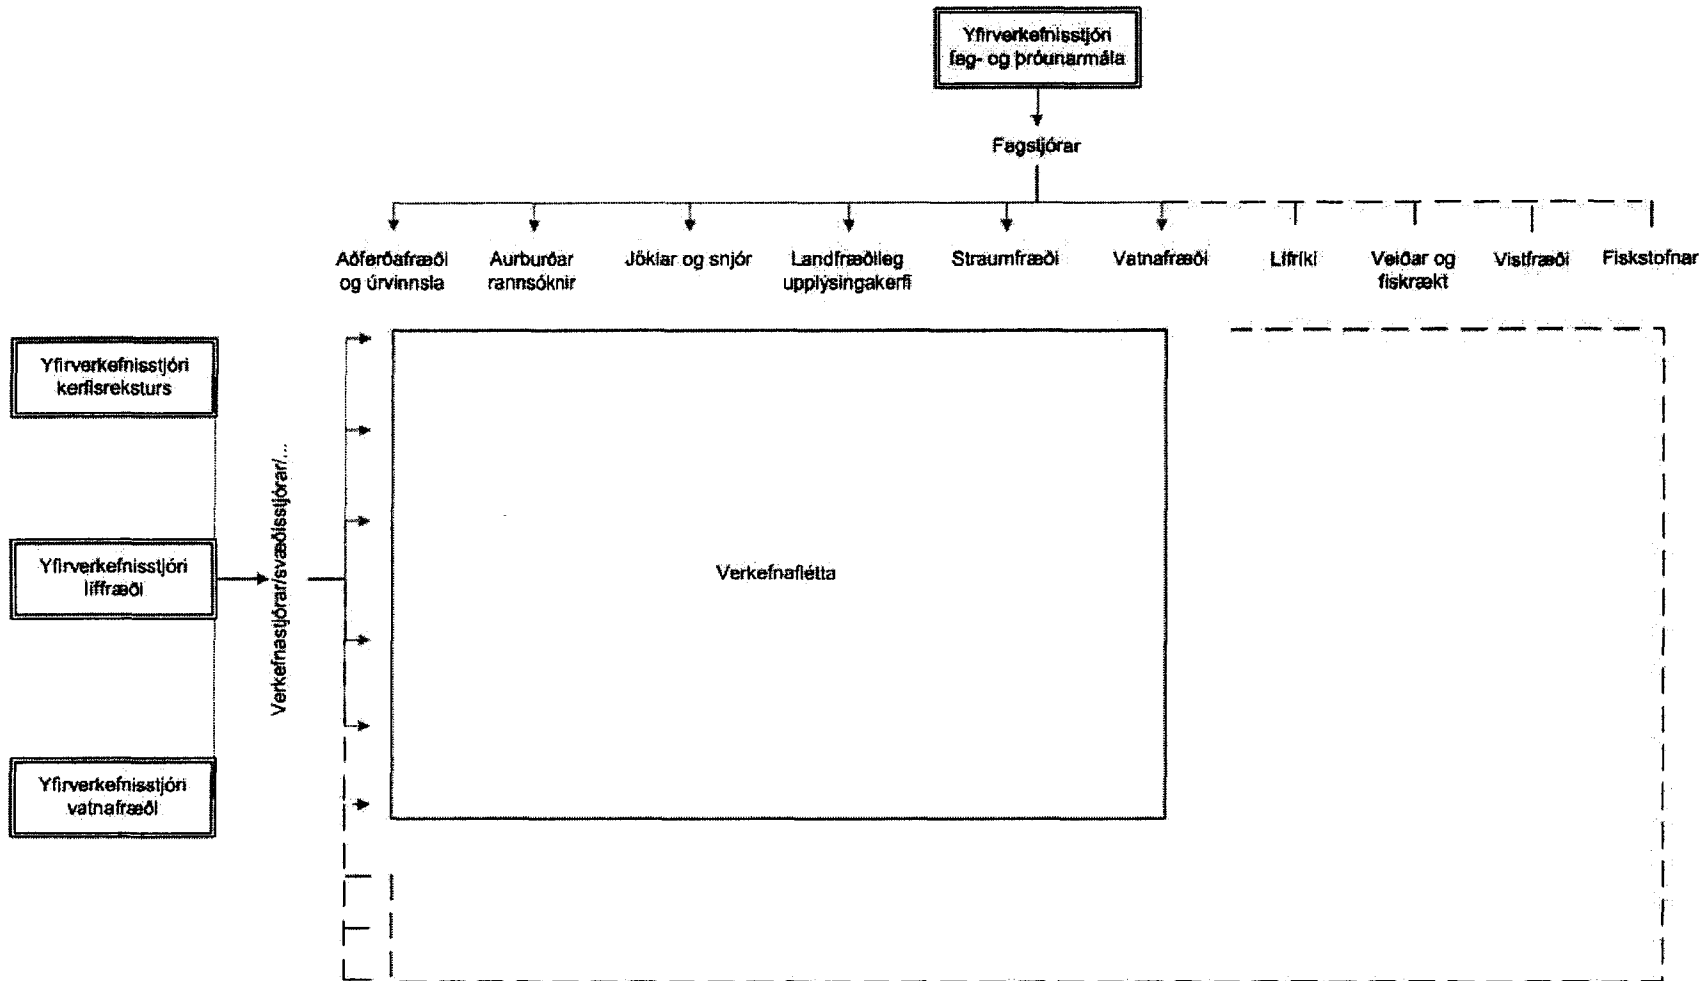 Yfirverkefnisstjóri
fag- og þróunarmála
Fagstjórar
Aðferðafræði
og úrvinnsla
Aurburðar
rannsóknir
Jöklar og snjór
Landfræðileg
upplýsingakerfi
Straumfræði
Vatnafræði
Lífríki
Veiðar og
fiskrækt
Vistfræði
Fiskstofnar
Yfirverkefnisstjóri
kerfisreksturs
Yfirverkefnisstjóri
líffræði
Yfirverkefnisstjóri
vatnafræði
Verkefnastjórar/svæðisstjórar/...
Verkefnaflétta